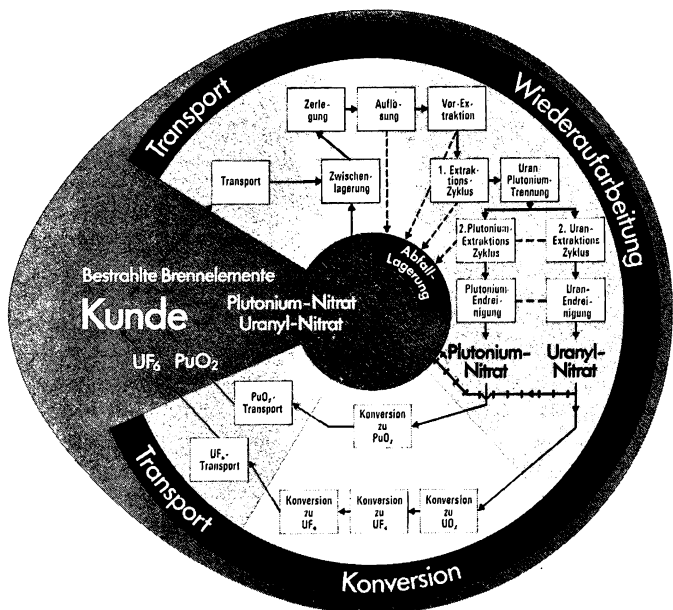 Transport
Wiederaufarbeitung
Zerle-
gung
Auflö-
sung
Vor-Ex-
traktion
Transport
Zwischen-
lagerung
1. Extrak-
tions-
Zyklus
Uran
Plutonium-
Trennung
2.Plutonium-
Extraktions
Zyklus
2. Uran-
Extraktions
Zyklus
Abfall-
Lagerung
Plutonium
Endrei-
nigung
Uran-
Endrei-
nigung
Bestrahlte Brennelemente
Kunde
Plutonium-Nitrat
Uranyl-Nitrat
UF₆ PuO₂
Plutonium-
Nitrat
Uranyl-
Nitrat
PuO₂-
Transport
Konversion
zu
PuO₂
UF₆-
Transport
Konversion
zu
UF₆
Konversion
zu
UF₄
Konversion
zu
UO₂
Transport
Konversion